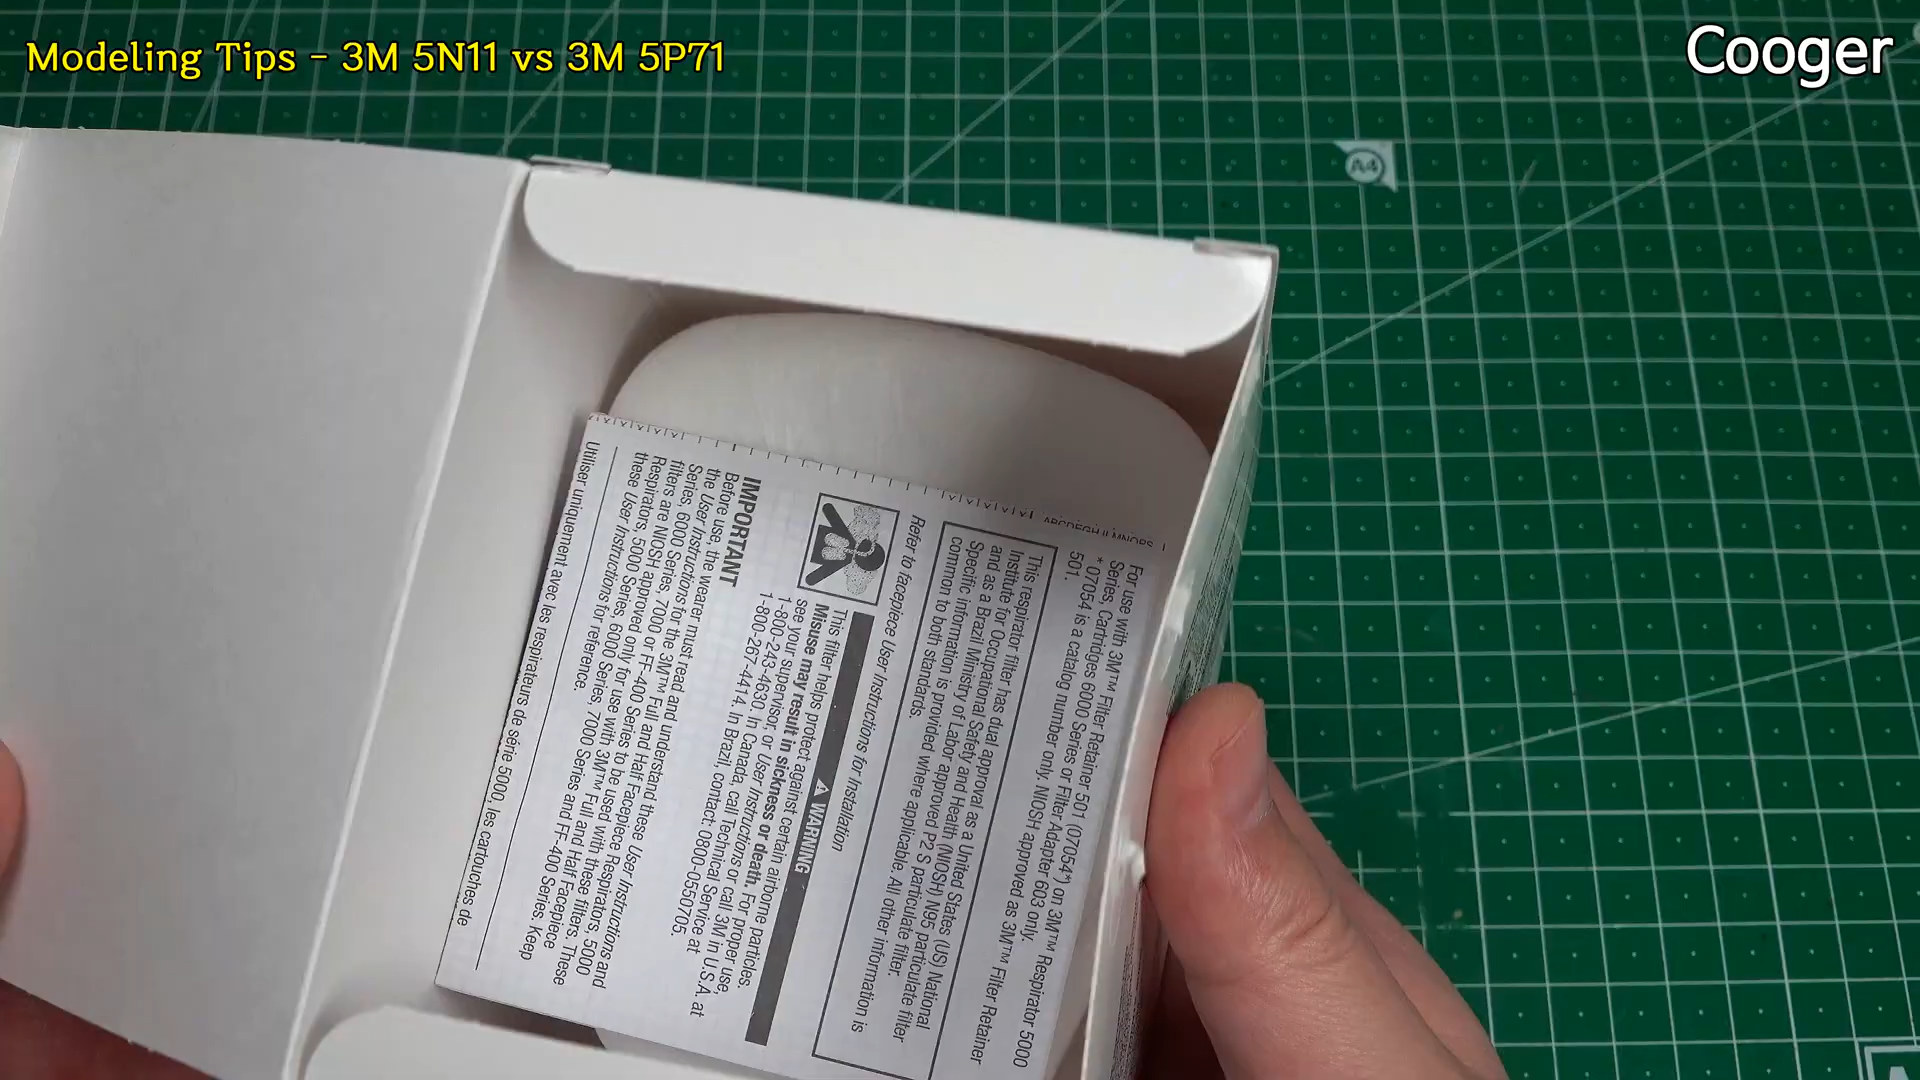 Modeling Tips - 3M 5N11 vs 3M 5P71
Cooger
A4
For use with 3M™ Filter Retainer 501 (07054*) on 3M™ Respirator 5000
Series, Cartridges 6000 Series or Filter Adapter 603 only.
* 07054 is a catalog number only. NIOSH approved as 3M™ Filter Retainer
501.
This respirator filter has dual approval as a United States (US) National
Institute for Occupational Safety and Health (NIOSH) N95 particulate filter
and as a Brazil Ministry of Labor approved P2 S particulate filter.
Specific information is provided where applicable. All other information is
common to both standards.
Refer to facepiece User Instructions for Installation
WARNING
This filter helps protect against certain airborne particles.
Misuse may result in sickness or death. For proper use,
see your supervisor, or User Instructions or call 3M in U.S.A. at
1-800-243-4630. In Canada, call Technical Service at
1-800-267-4414. In Brazil, contact: 0800-0550705.
IMPORTANT
Before use, the wearer must read and understand these User Instructions and
the User Instructions for the 3M™ Full and Half Facepiece Respirators, 5000
Series, 6000 Series, 7000 or FF-400 Series to be used with these filters. These
filters are NIOSH approved only for use with 3M™ Full and Half Facepiece
Respirators, 5000 Series, 6000 Series, 7000 Series and FF-400 Series. Keep
these User Instructions for reference.
Utiliser uniquement avec les respirateurs de série 5000, les cartouches de